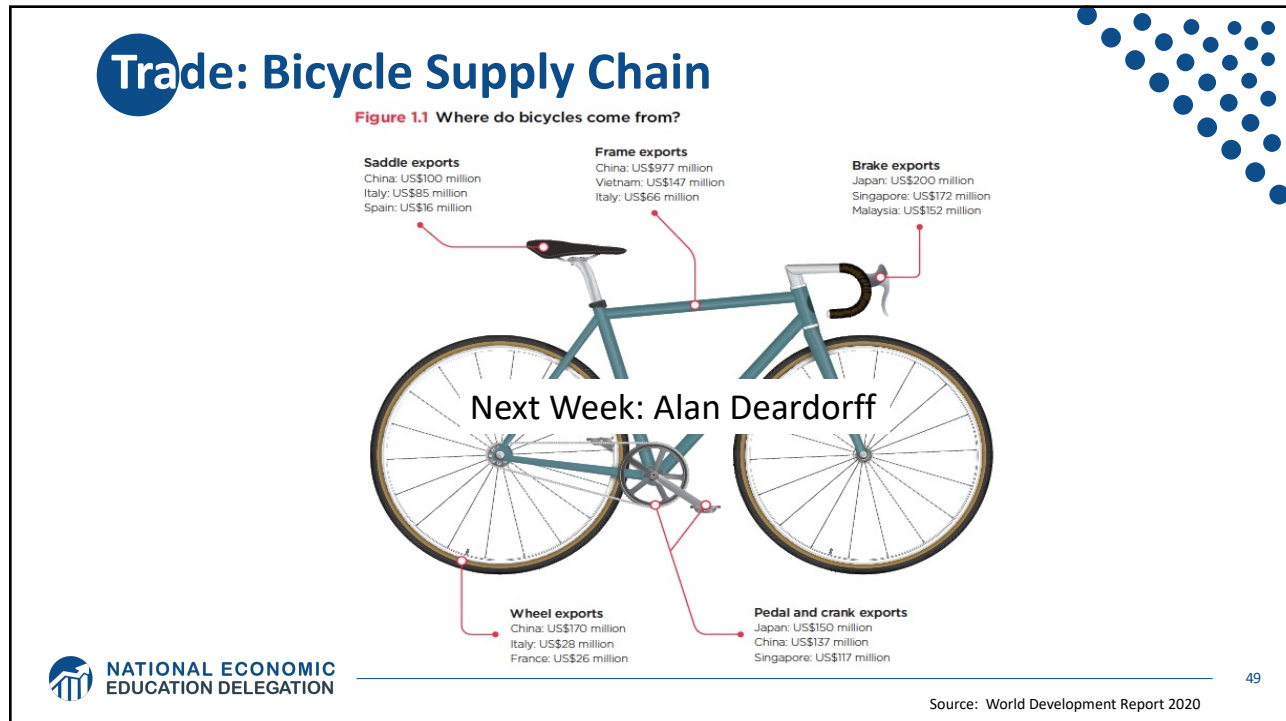 Trade: Bicycle Supply Chain
Figure 1.1 Where do bicycles come from?
Saddle exports
China: US$100 million
Italy: US$85 million
Spain: US$16 million
Frame exports
China: US$977 million
Vietnam: US$147 million
Italy: US$66 million
Brake exports
Japan: US$200 million
Singapore: US$172 million
Malaysia: US$152 million
Next Week: Alan Deardorff
Wheel exports
China: US$170 million
Italy: US$28 million
France: US$26 million
Pedal and crank exports
Japan: US$150 million
China: US$137 million
Singapore: US$117 million
NATIONAL ECONOMIC
EDUCATION DELEGATION
49
Source: World Development Report 2020